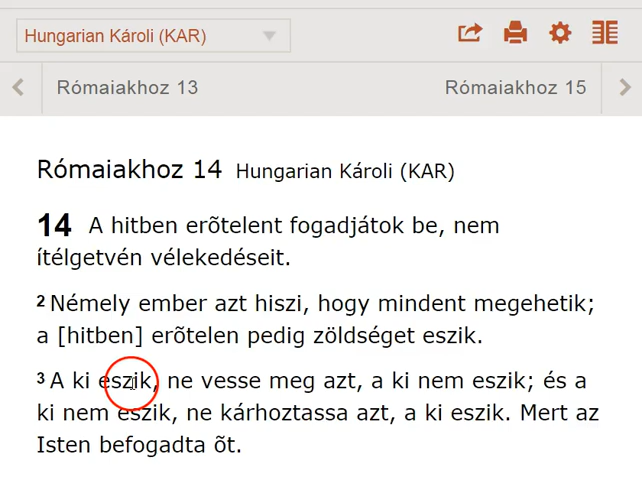 Hungarian Károli (KAR)
Rómaiakhoz 13
Rómaiakhoz 15
Rómaiakhoz 14 Hungarian Károli (KAR)
14 A hitben erõtelent fogadjátok be, nem
ítélgetvén vélekedéseit.
2 Némely ember azt hiszi, hogy mindent megehetik;
a [hitben] erõtelen pedig zöldséget eszik.
3 A ki eszik, ne vesse meg azt, a ki nem eszik; és a
ki nem eszik, ne kárhoztassa azt, a ki eszik. Mert az
Isten befogadta õt.